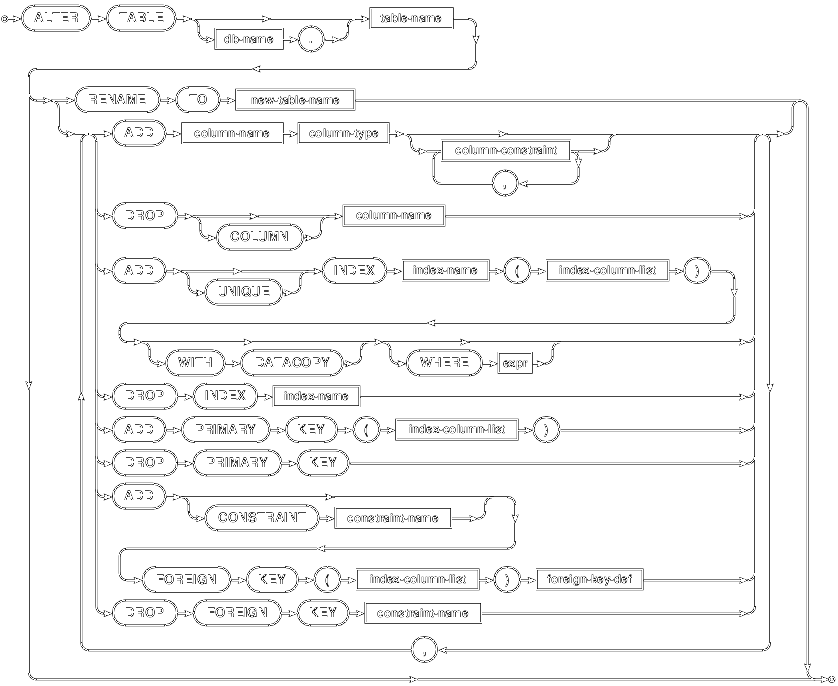 ALTER TABLE table-name
db-name .
RENAME TO new-table-name
ADD column-name column-type
column-constraint
,
DROP column-name
COLUMN
ADD INDEX index-name ( index-column-list )
UNIQUE
WITH DATACOPY WHERE expr
DROP INDEX index-name
ADD PRIMARY KEY ( index-column-list )
DROP PRIMARY KEY
ADD
CONSTRAINT constraint-name
FOREIGN KEY ( index-column-list ) foreign-key-def
DROP FOREIGN KEY constraint-name
,